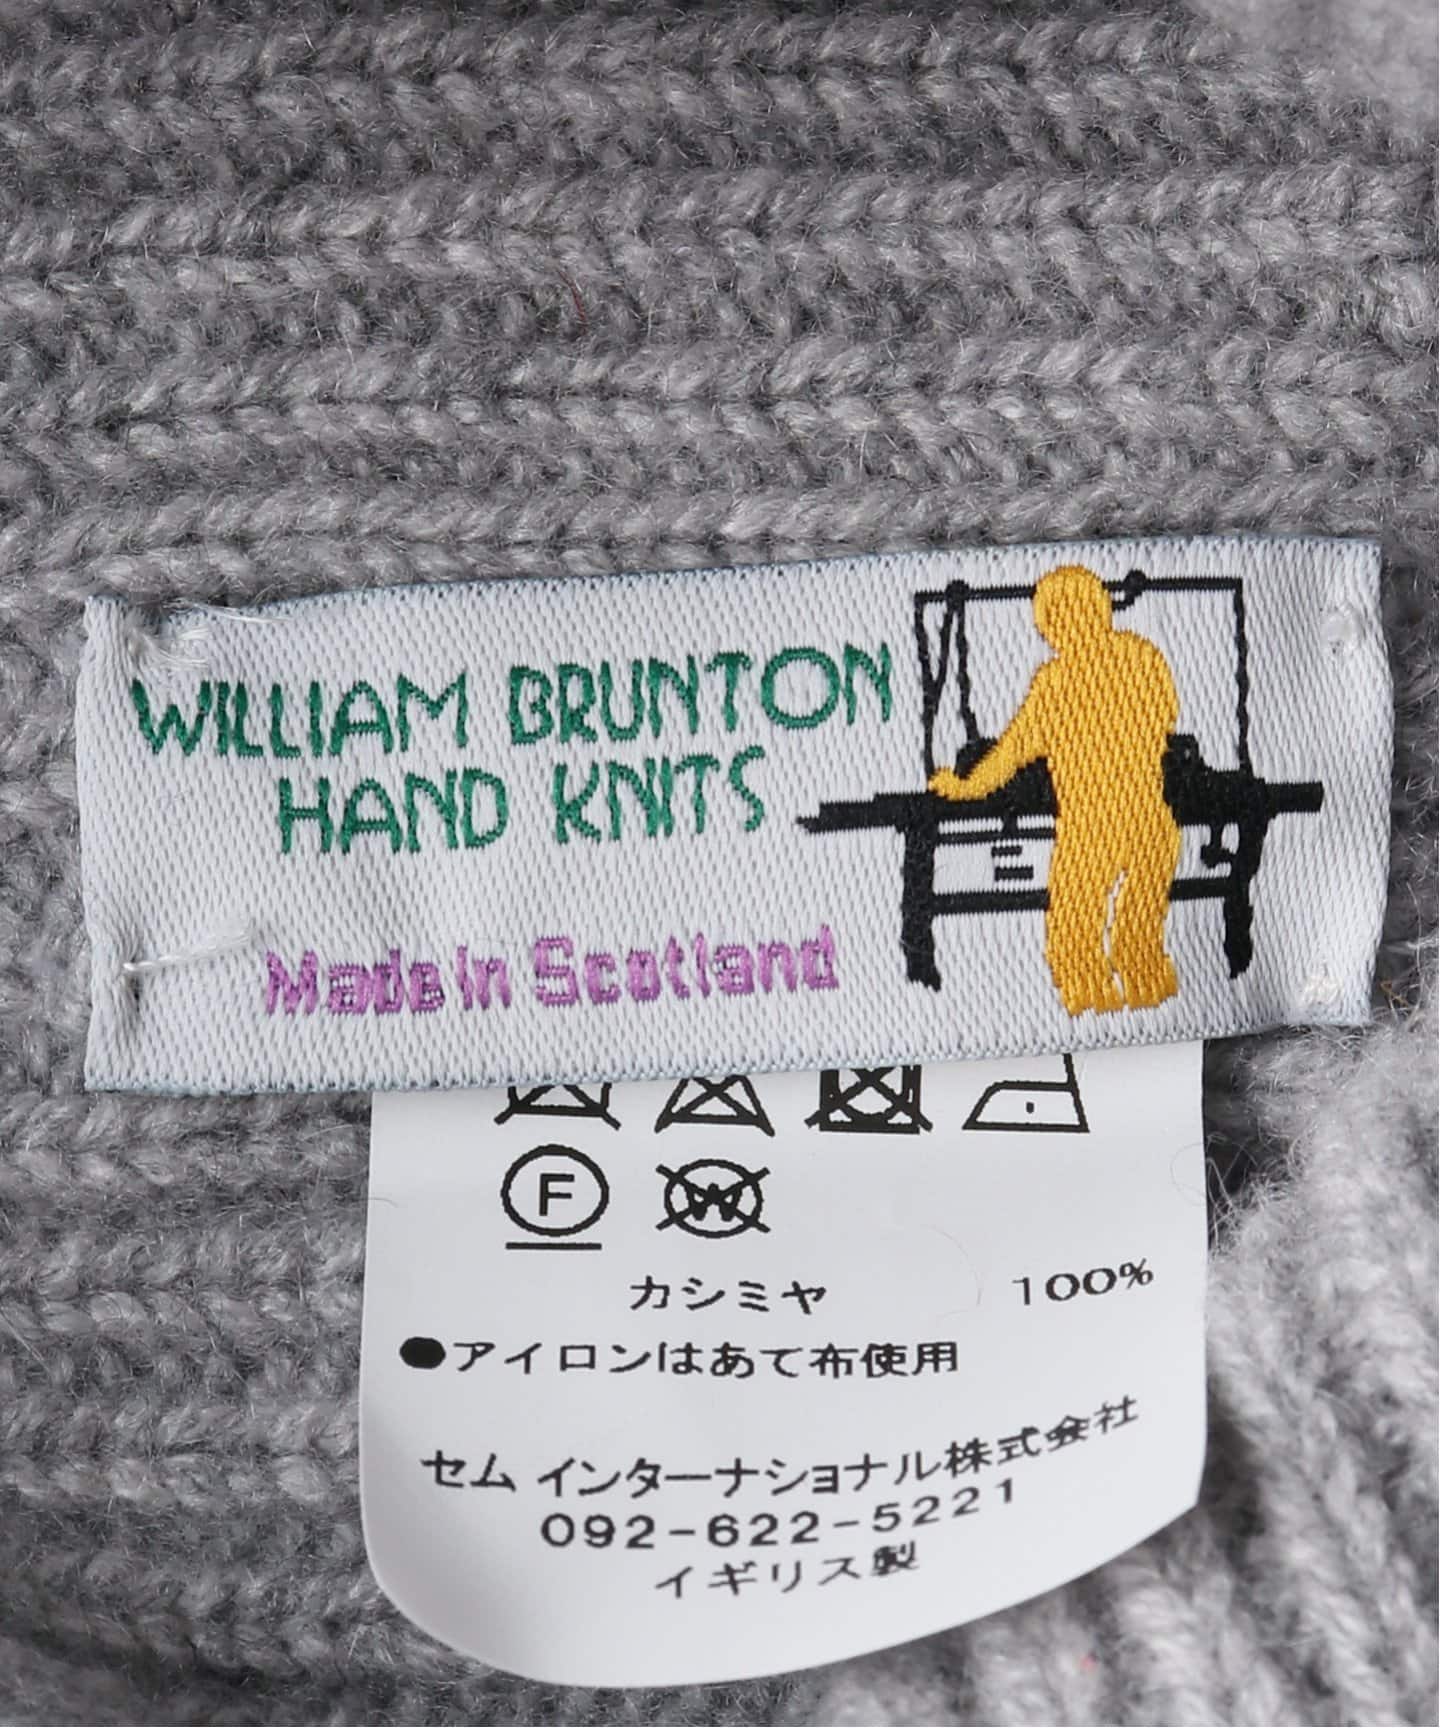 WILLIAM BRUNTON
HAND KNITS
Made In Scotland
F
W
カシミヤ 100%
●アイロンはあて布使用
セム インターナショナル株式会社
092-622-5221
イギリス製